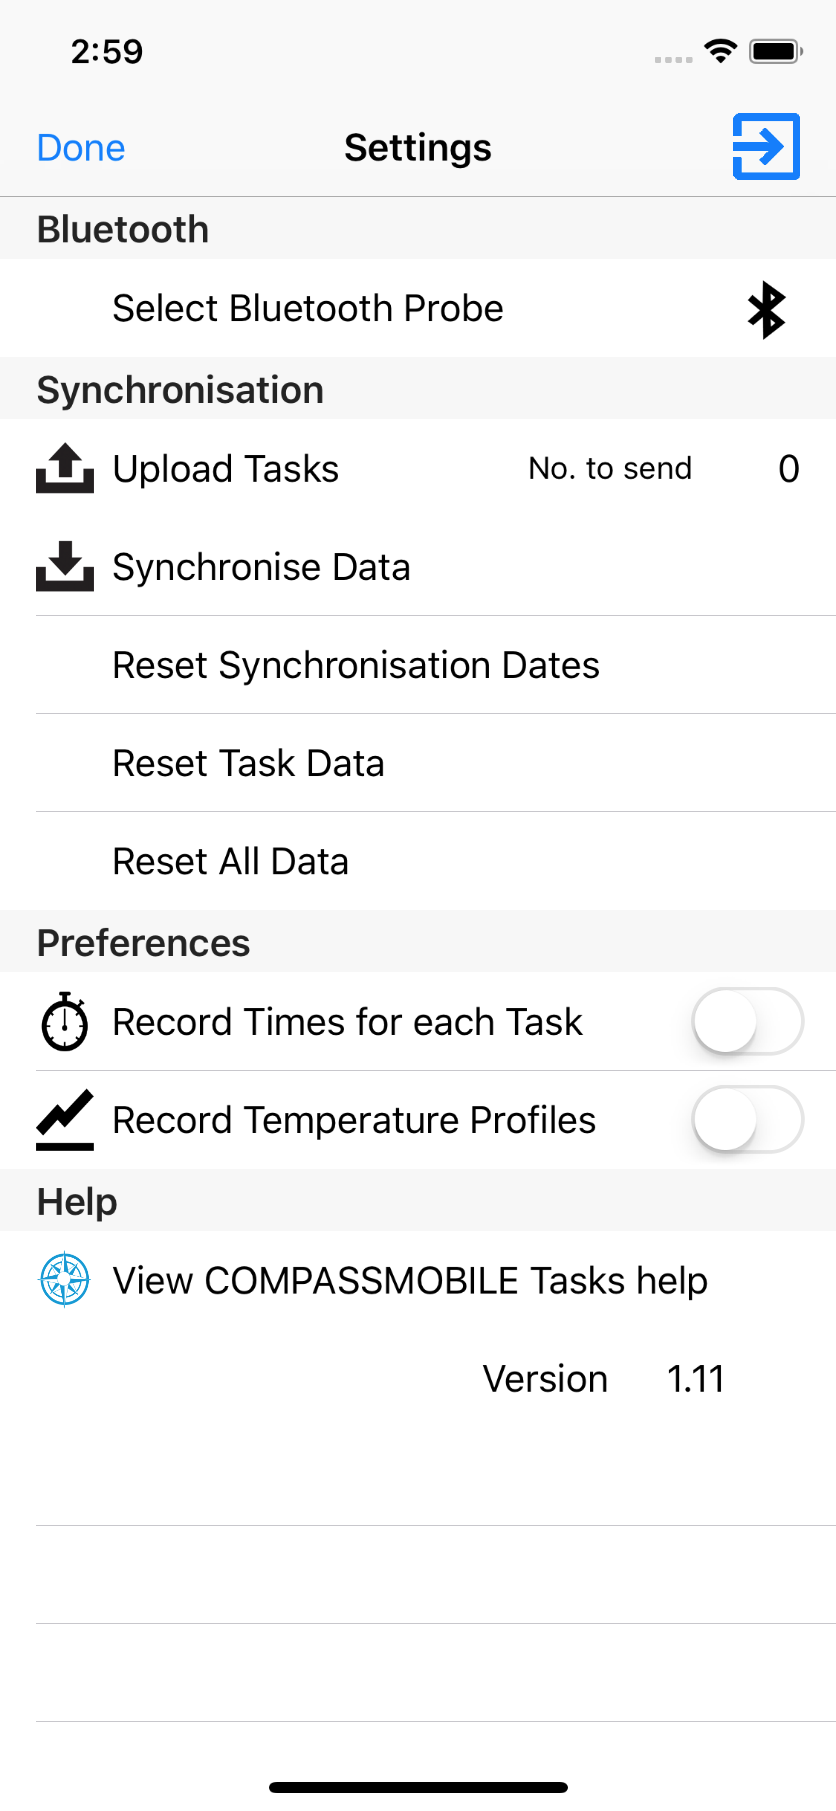 2:59
Done Settings
Bluetooth
Select Bluetooth Probe
Synchronisation
Upload Tasks No. to send 0
Synchronise Data
Reset Synchronisation Dates
Reset Task Data
Reset All Data
Preferences
Record Times for each Task
Record Temperature Profiles
Help
View COMPASSMOBILE Tasks help
Version 1.11